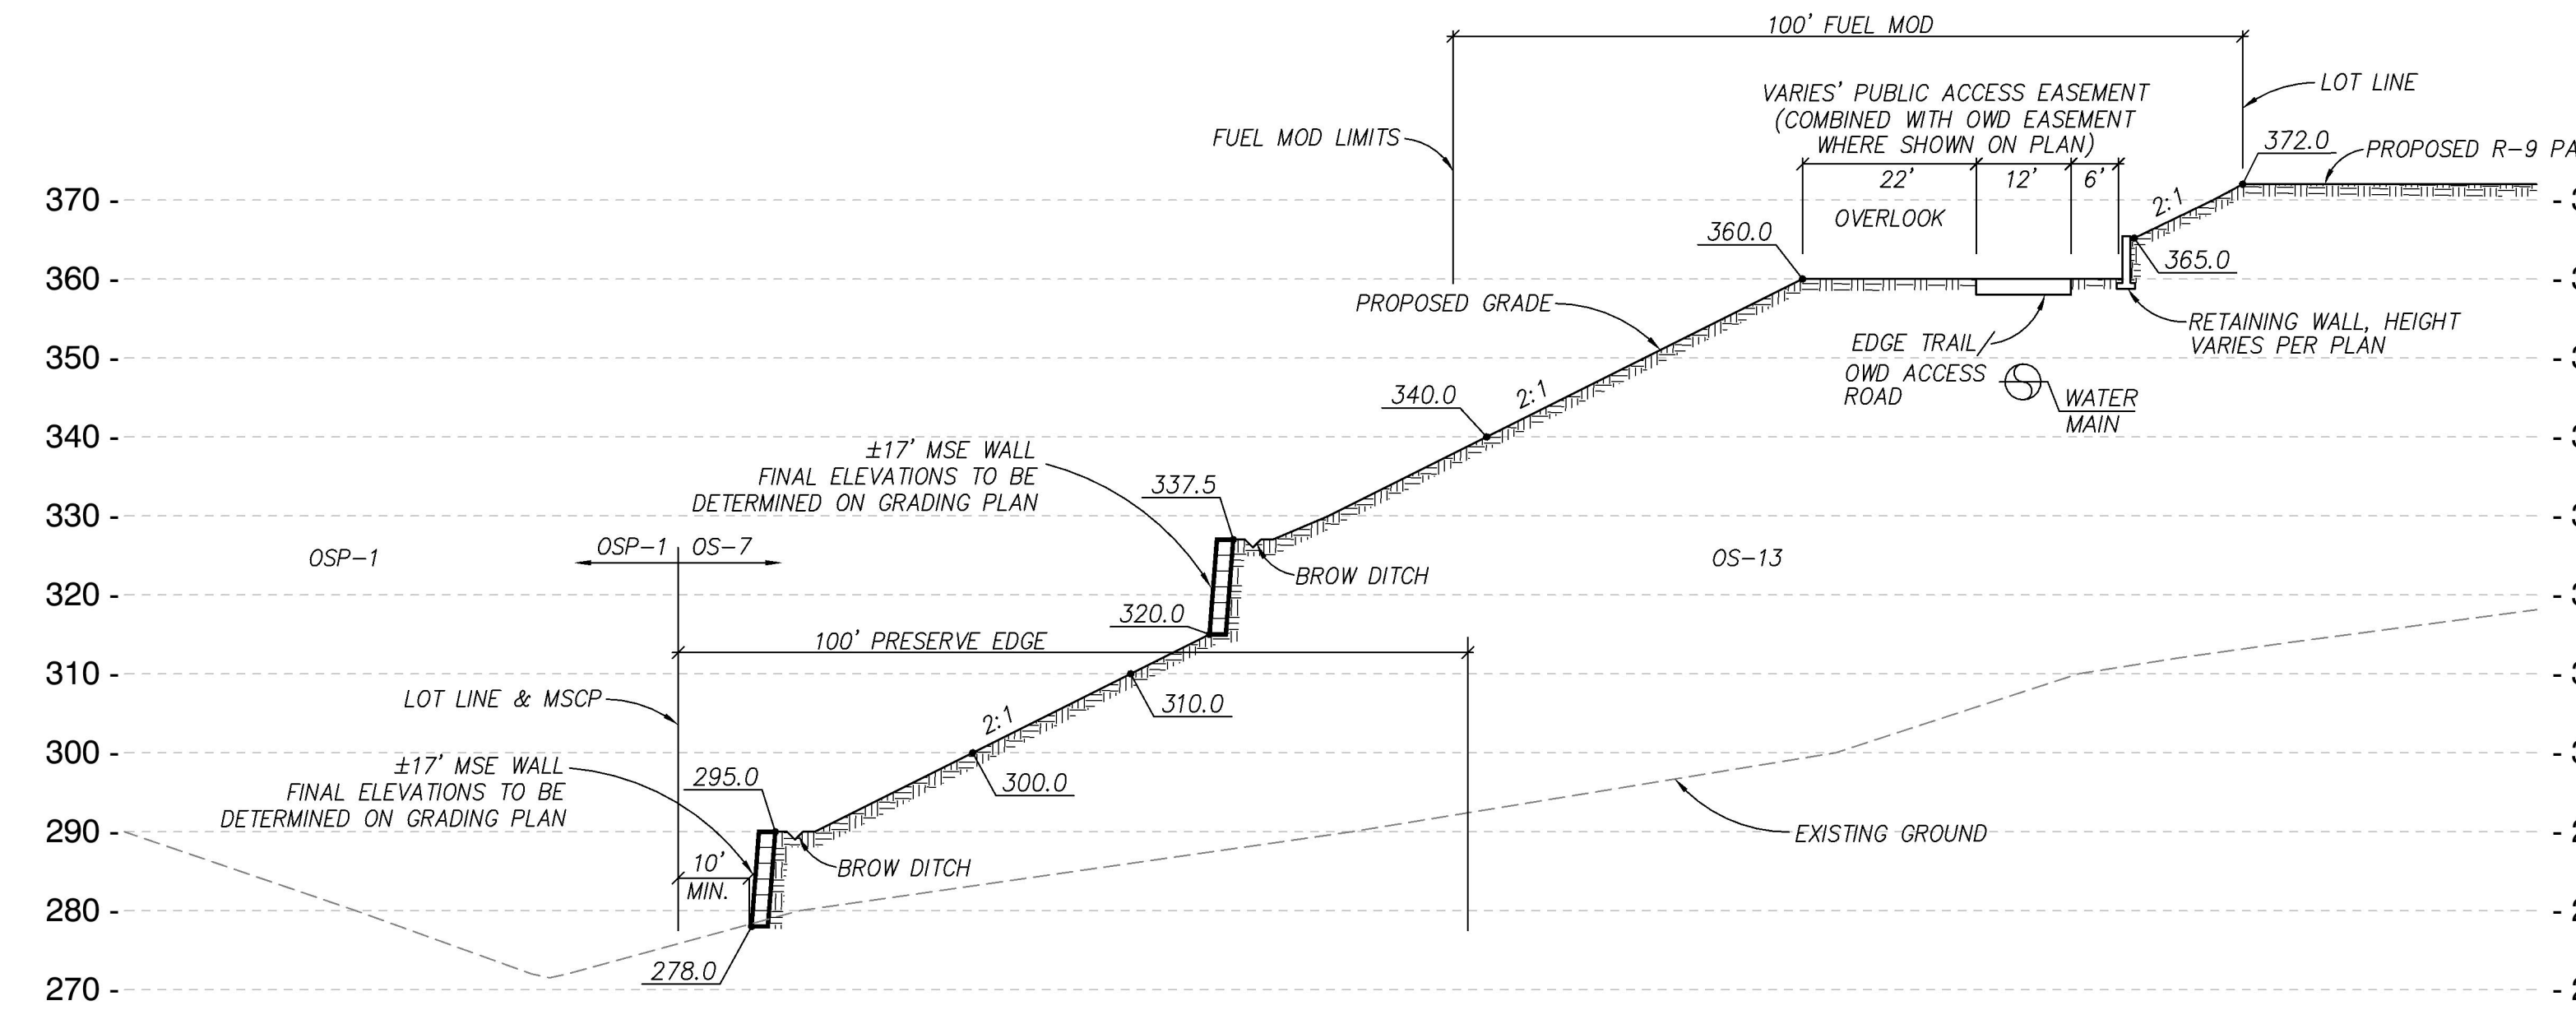 100' FUEL MOD
LOT LINE
VARIES' PUBLIC ACCESS EASEMENT
(COMBINED WITH OWD EASEMENT
WHERE SHOWN ON PLAN)
FUEL MOD LIMITS
372.0
PROPOSED R-9 PA
22'
12'
6'
2:1
OVERLOOK
370 -
360.0
365.0
360 -
PROPOSED GRADE
RETAINING WALL, HEIGHT
VARIES PER PLAN
EDGE TRAIL/
OWD ACCESS
ROAD
WATER
MAIN
350 -
340.0
2:1
340 -
±17' MSE WALL
FINAL ELEVATIONS TO BE
DETERMINED ON GRADING PLAN
337.5
330 -
OSP-1
OSP-1
OS-7
BROW DITCH
OS-13
320 -
320.0
100' PRESERVE EDGE
310 -
LOT LINE & MSCP
310.0
2:1
300 -
±17' MSE WALL
FINAL ELEVATIONS TO BE
DETERMINED ON GRADING PLAN
295.0
300.0
290 -
EXISTING GROUND
10'
MIN.
BROW DITCH
280 -
278.0
270 -